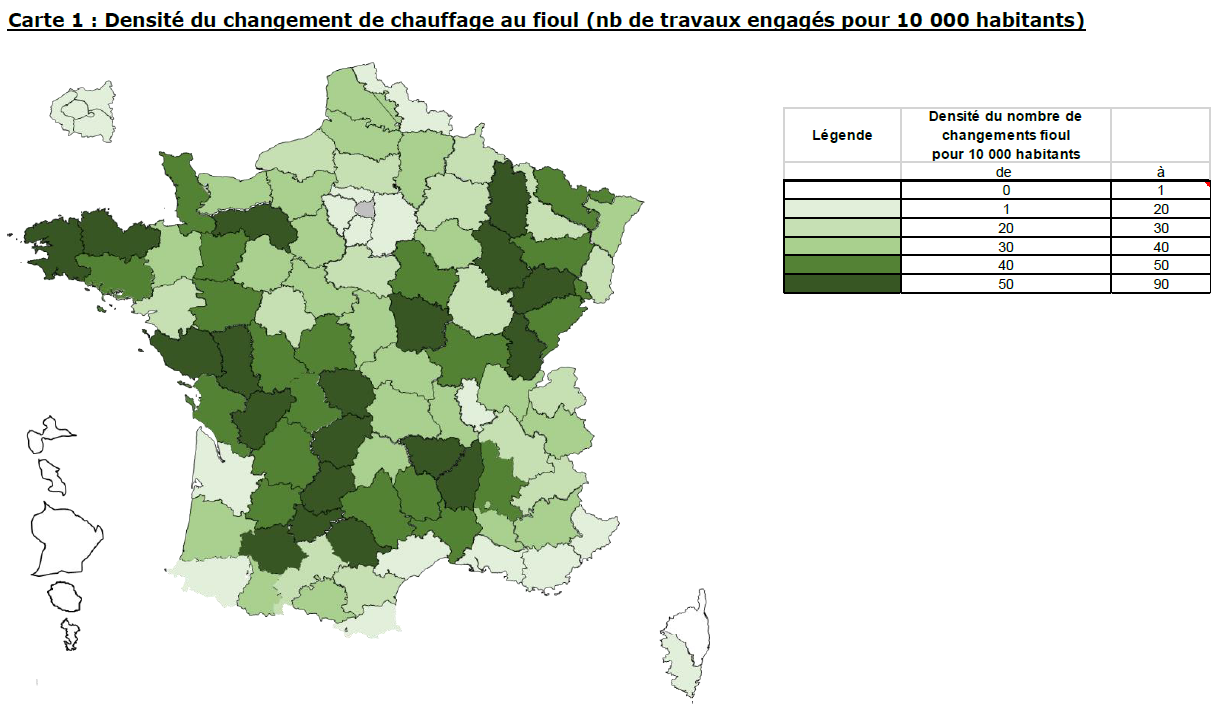 Carte 1 : Densité du changement de chauffage au fioul (nb de travaux engagés pour 10 000 habitants)
Légende
Densité du nombre de
changements fioul
pour 10 000 habitants
de à
0 1
1 20
20 30
30 40
40 50
50 90